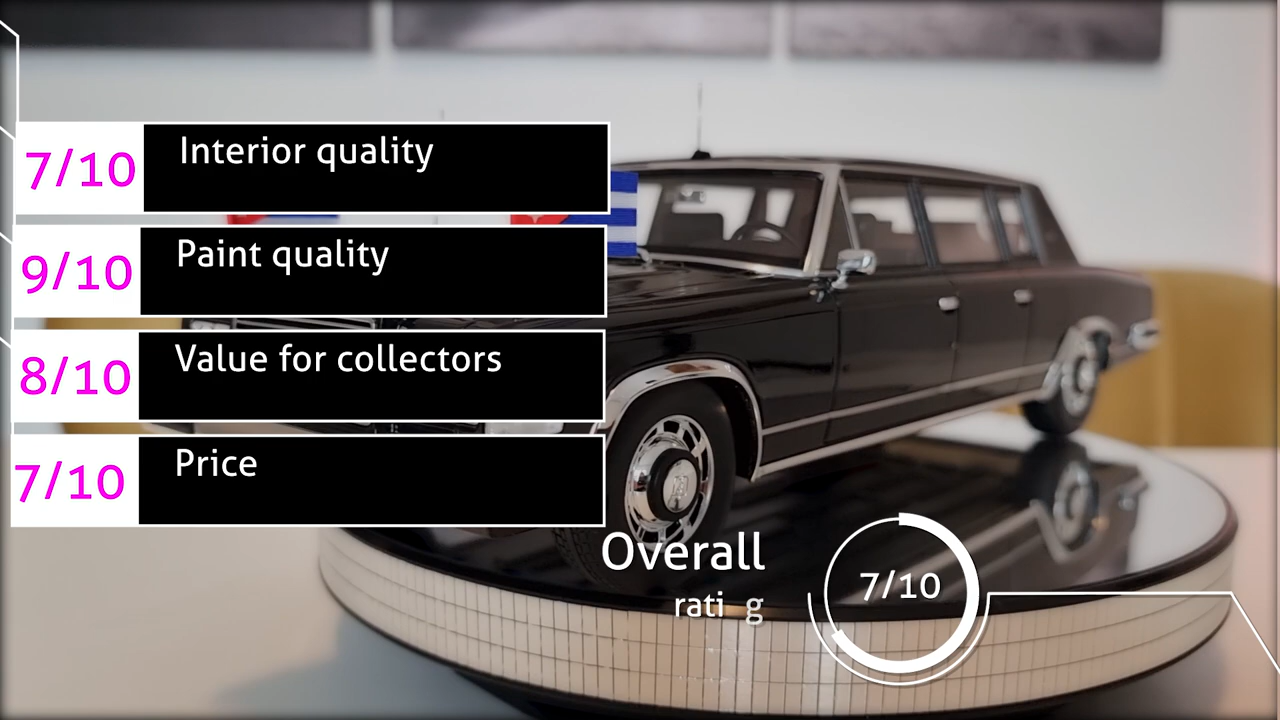 7/10 Interior quality
9/10 Paint quality
8/10 Value for collectors
7/10 Price
Overall
rati g
7/10